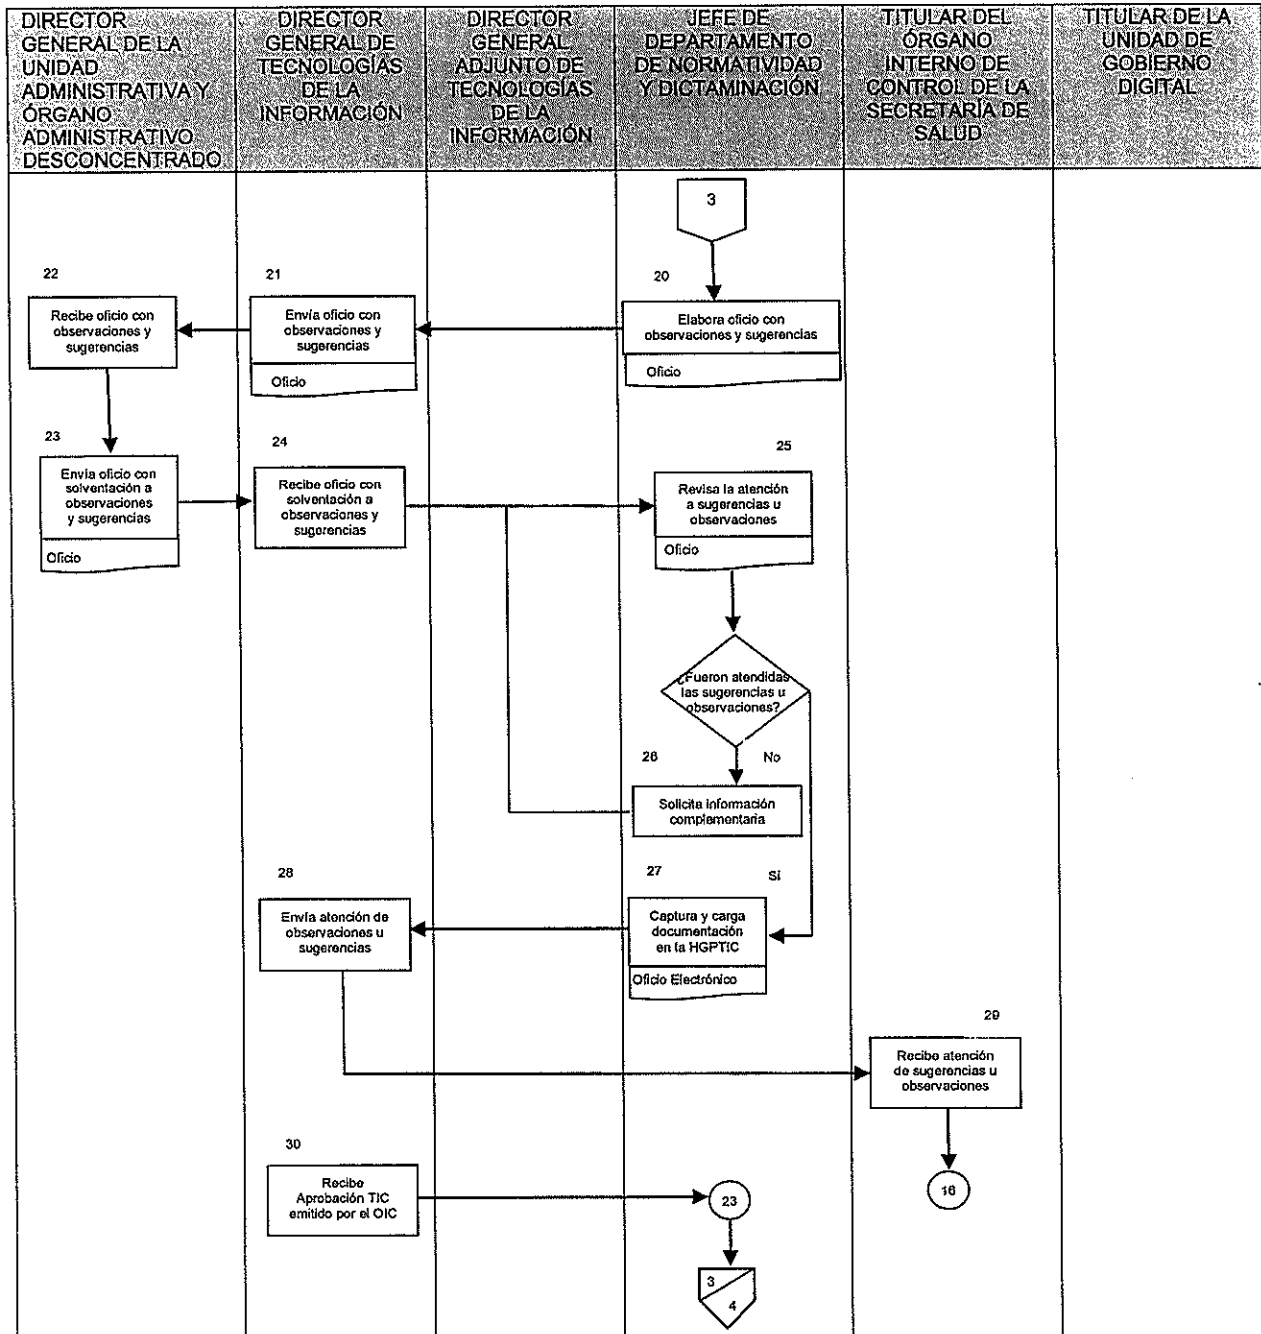 DIRECTOR
GENERAL DE LA
UNIDAD
ADMINISTRATIVA Y
ÓRGANO
ADMINISTRATIVO
DESCONCENTRADO
DIRECTOR
GENERAL DE
TECNOLOGÍAS
DE LA
INFORMACIÓN
DIRECTOR
GENERAL
ADJUNTO DE
TECNOLOGÍAS
DE LA
INFORMACIÓN
JEFE DE
DEPARTAMENTO
DE NORMATIVIDAD
Y DICTAMINACIÓN
TITULAR DEL
ÓRGANO
INTERNO DE
CONTROL DE LA
SECRETARÍA DE
SALUD
TITULAR DE LA
UNIDAD DE
GOBIERNO
DIGITAL
3
20
Elabora oficio con
observaciones y sugerencias
Oficio
21
Envía oficio con
observaciones y
sugerencias
Oficio
22
Recibe oficio con
observaciones y
sugerencias
23
Envía oficio con
solventación a
observaciones
y sugerencias
Oficio
24
Recibe oficio con
solventación a
observaciones y
sugerencias
25
Revisa la atención
a sugerencias u
observaciones
Oficio
¿Fueron atendidas
las sugerencias u
observaciones?
No
26
Solicita información
complementaria
Sí
27
Captura y carga
documentación
en la HGPTIC
Oficio Electrónico
28
Envía atención de
observaciones u
sugerencias
29
Recibe atención
de sugerencias u
observaciones
16
30
Recibe
Aprobación TIC
emitido por el OIC
23
3
4